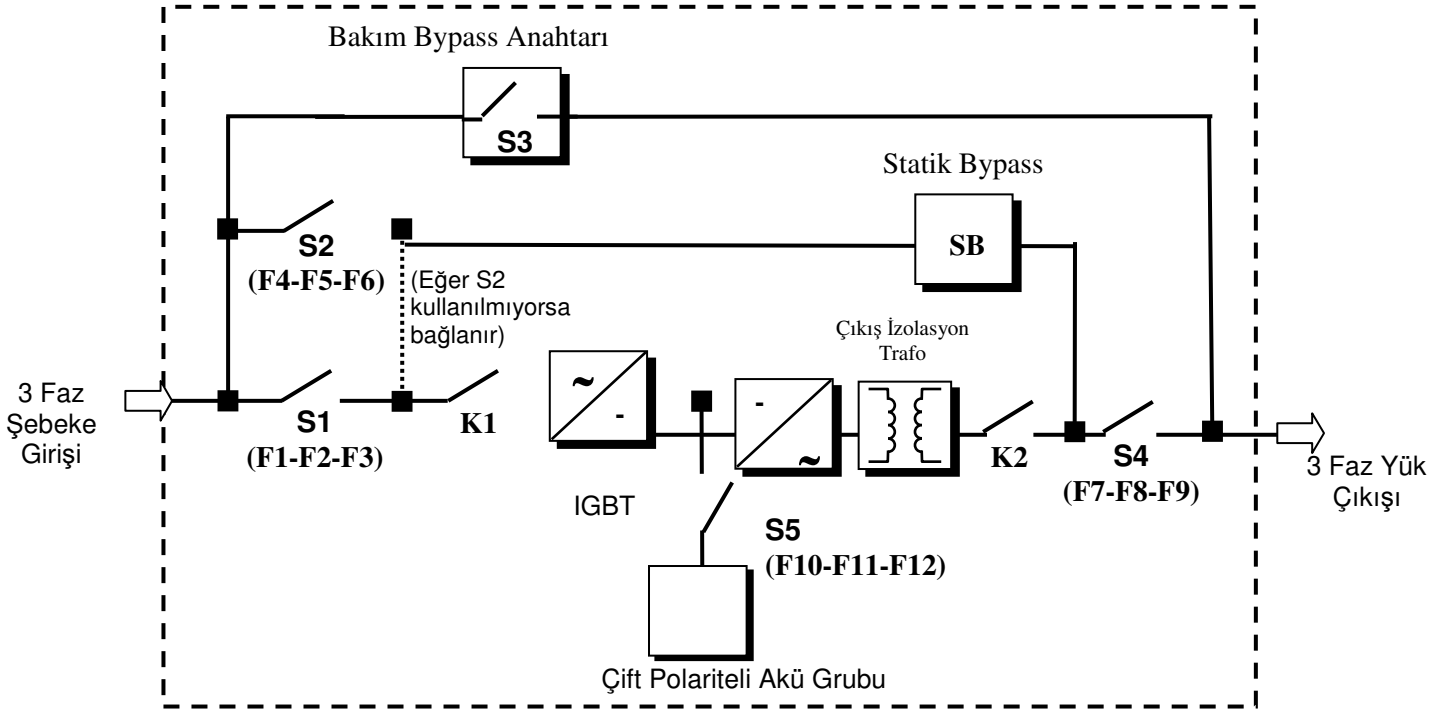 Bakım Bypass Anahtarı
S3
Statik Bypass
S2
(F4-F5-F6)
SB
(Eğer S2
kullanılmıyorsa
bağlanır)
Çıkış İzolasyon
Trafo
3 Faz
Şebeke
Girişi
S1
(F1-F2-F3)
K1
~
-
IGBT
-
~
K2
S4
(F7-F8-F9)
3 Faz Yük
Çıkışı
S5
(F10-F11-F12)
Çift Polariteli Akü Grubu